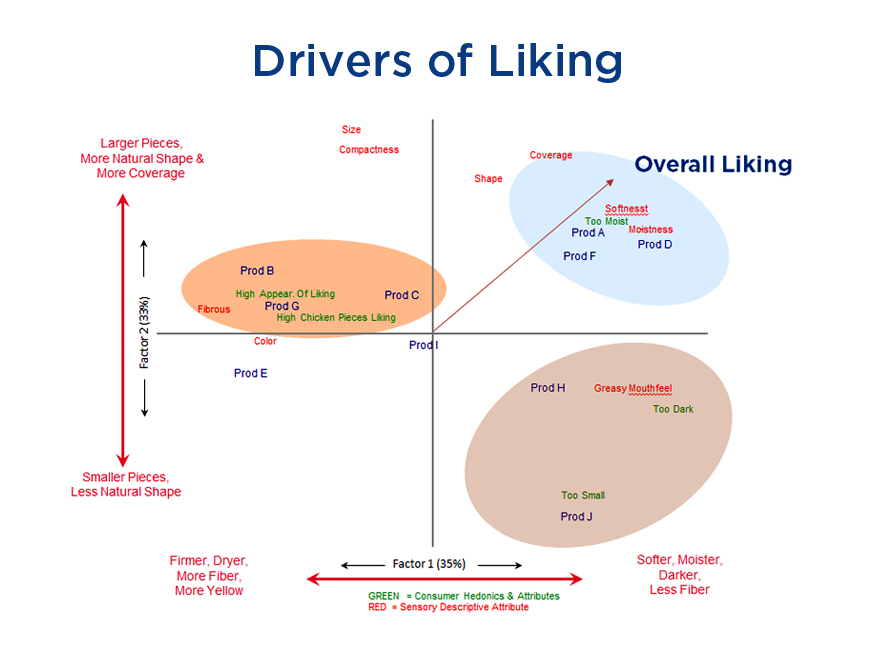 Drivers of Liking
Size
Compactness
Larger Pieces,
More Natural Shape &
More Coverage
Coverage
Overall Liking
Shape
Softnesst
Too Moist
Moistness
Prod A
Prod D
Prod F
Prod B
High Appear. Of Liking
Prod C
Prod G
Fibrous
High Chicken Pieces Liking
Color
Prod I
Prod E
Factor 2 (33%)
Prod H
Greasy Mouthfeel
Too Dark
Too Small
Prod J
Smaller Pieces,
Less Natural Shape
Firmer, Dryer,
More Fiber,
More Yellow
Factor 1 (35%)
Softer, Moister,
Darker,
Less Fiber
GREEN = Consumer Hedonics & Attributes
RED = Sensory Descriptive Attribute